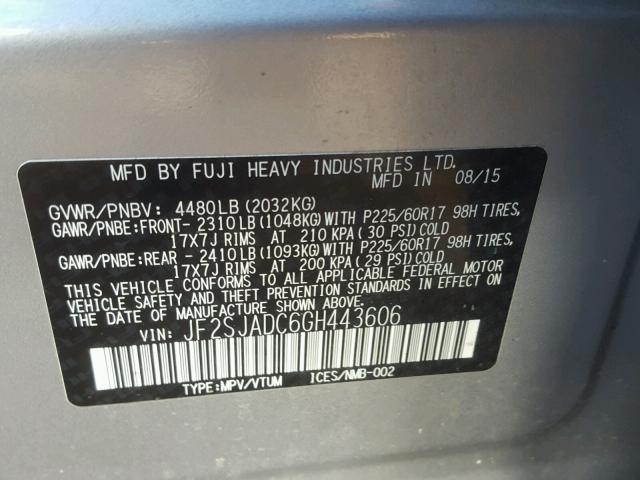 MFD BY FUJI HEAVY INDUSTRIES LTD.
MFD IN 08/15
GVWR/PNBV: 4480LB (2032KG)
GAWR/PNBE:FRONT- 2310LB (1048KG) WITH P225/60R17 98H TIRES,
17X7J RIMS AT 210 KPA (30 PSI) COLD
GAWR/PNBE:REAR - 2410LB (1093KG) WITH P225/60R17 98H TIRES,
17X7J RIMS AT 200 KPA (29 PSI) COLD
THIS VEHICLE CONFORMS TO ALL APPLICABLE FEDERAL MOTOR
VEHICLE SAFETY AND THEFT PREVENTION STANDARDS IN EFFECT ON
THE DATE OF MANUFACTURE SHOWN ABOVE.
VIN: JF2SJADC6GH443606
TYPE:MPV/VTUM ICES/NMB-002